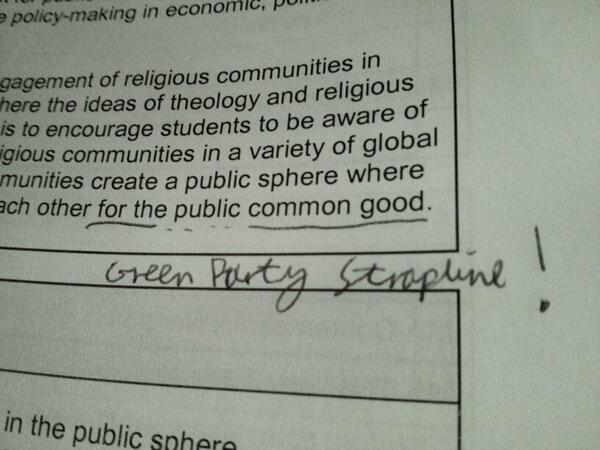 policy-making in economic,
gagement of religious communities in
here the ideas of theology and religious
is to encourage students to be aware of
igious communities in a variety of global
munities create a public sphere where
ach other for the public common good.
Green Party Strapline !
in the public sphere